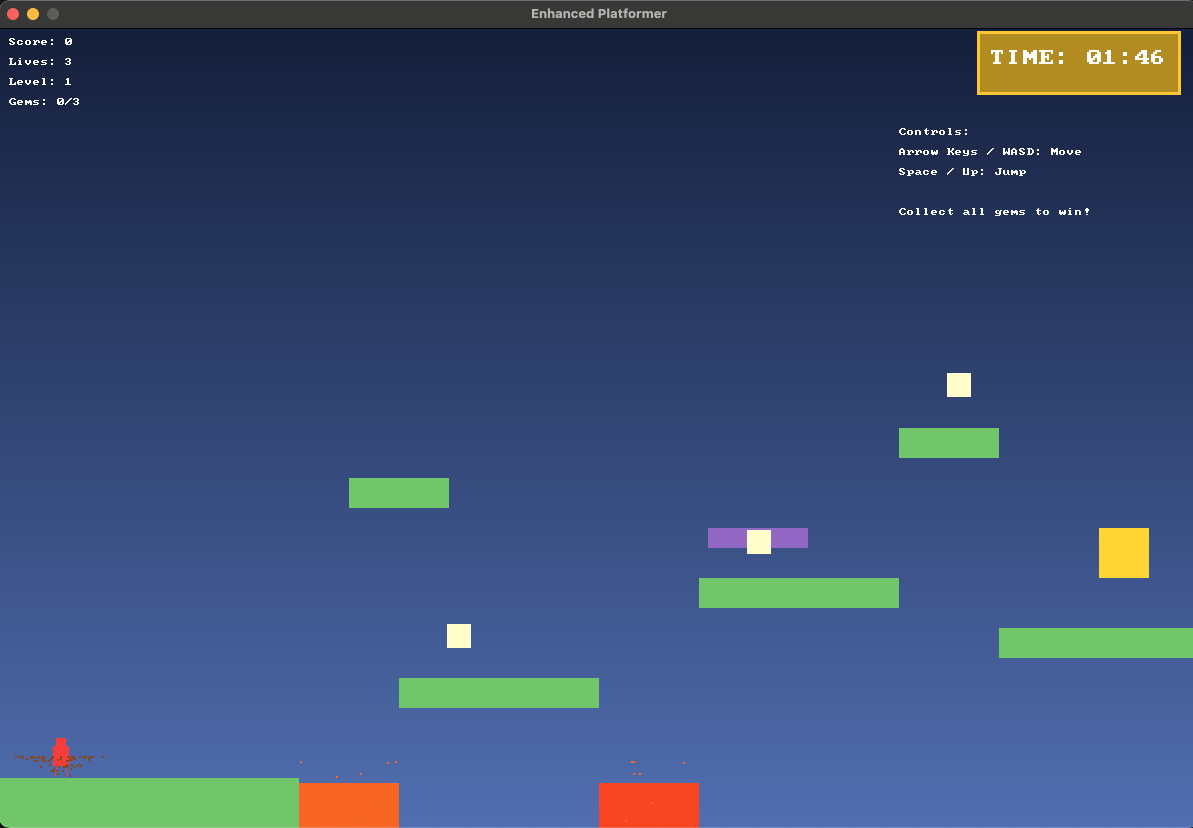 Enhanced Platformer
Score: 0
Lives: 3
Level: 1
Gems: 0/3
TIME: 01:46
Controls:
Arrow Keys / WASD: Move
Space / Up: Jump
Collect all gems to win!